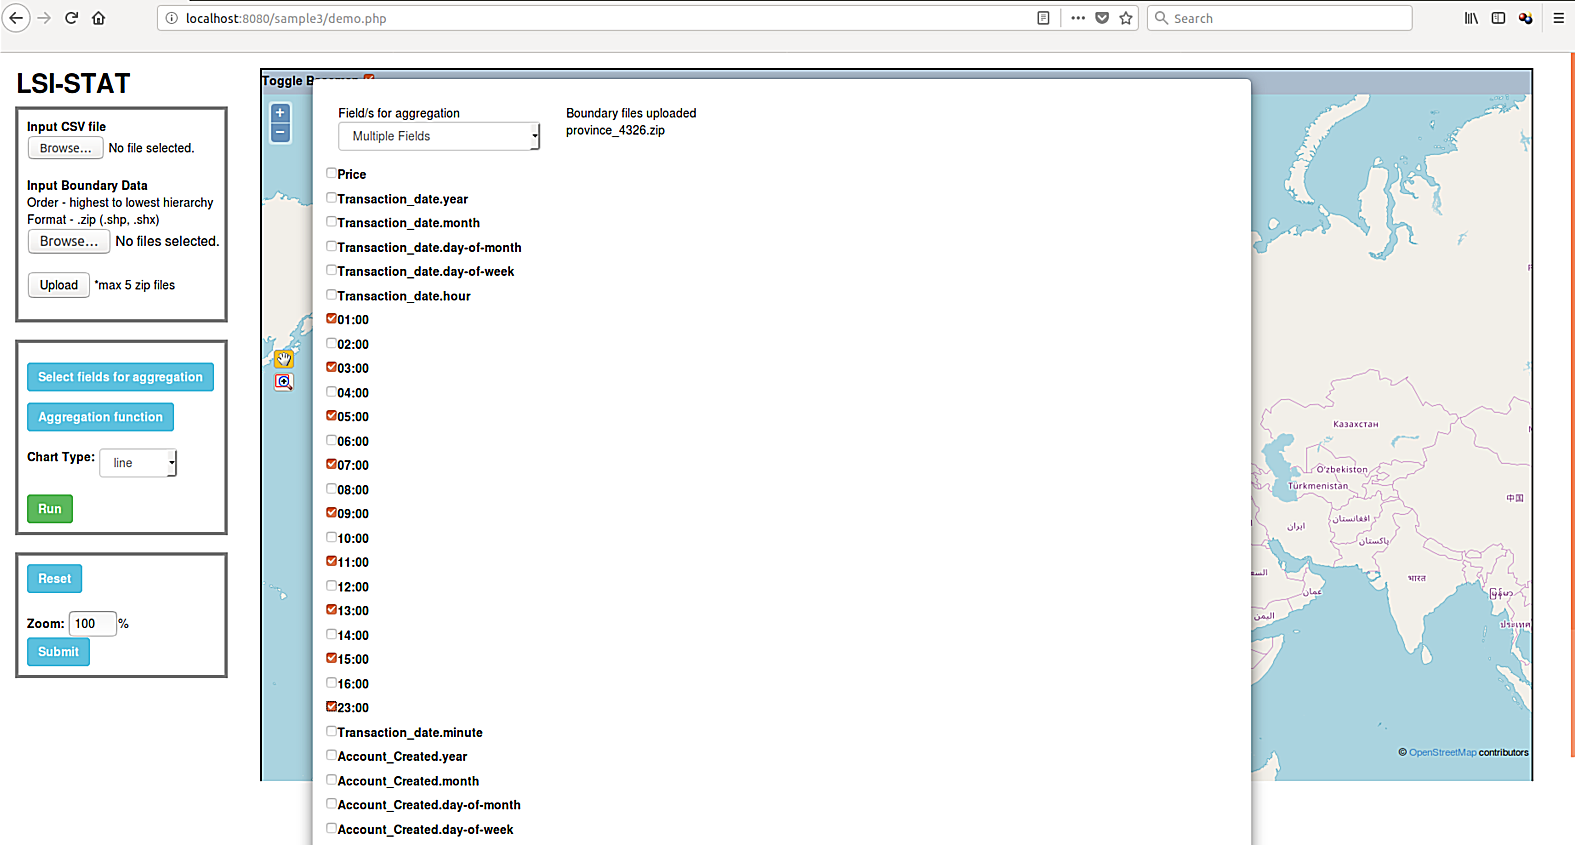 localhost:8080/sample3/demo.php
Search
LSI-STAT
Input CSV file
Browse... No file selected.
Input Boundary Data
Order - highest to lowest hierarchy
Format - .zip (.shp, .shx)
Browse... No files selected.
Upload *max 5 zip files
Select fields for aggregation
Aggregation function
Chart Type: line
Run
Reset
Zoom: 100 %
Submit
Toggle
+
−
Field/s for aggregation
Multiple Fields
Boundary files uploaded
province_4326.zip
Price
Transaction_date.year
Transaction_date.month
Transaction_date.day-of-month
Transaction_date.day-of-week
Transaction_date.hour
01:00
02:00
03:00
04:00
05:00
06:00
07:00
08:00
09:00
10:00
11:00
12:00
13:00
14:00
15:00
16:00
23:00
Transaction_date.minute
Account_Created.year
Account_Created.month
Account_Created.day-of-month
Account_Created.day-of-week
Казахстан
O'zbekiston
Türkmenistan
中国
افغانستان
ایران
پاکستان
भारत
عمان
اليمن
© OpenStreetMap contributors